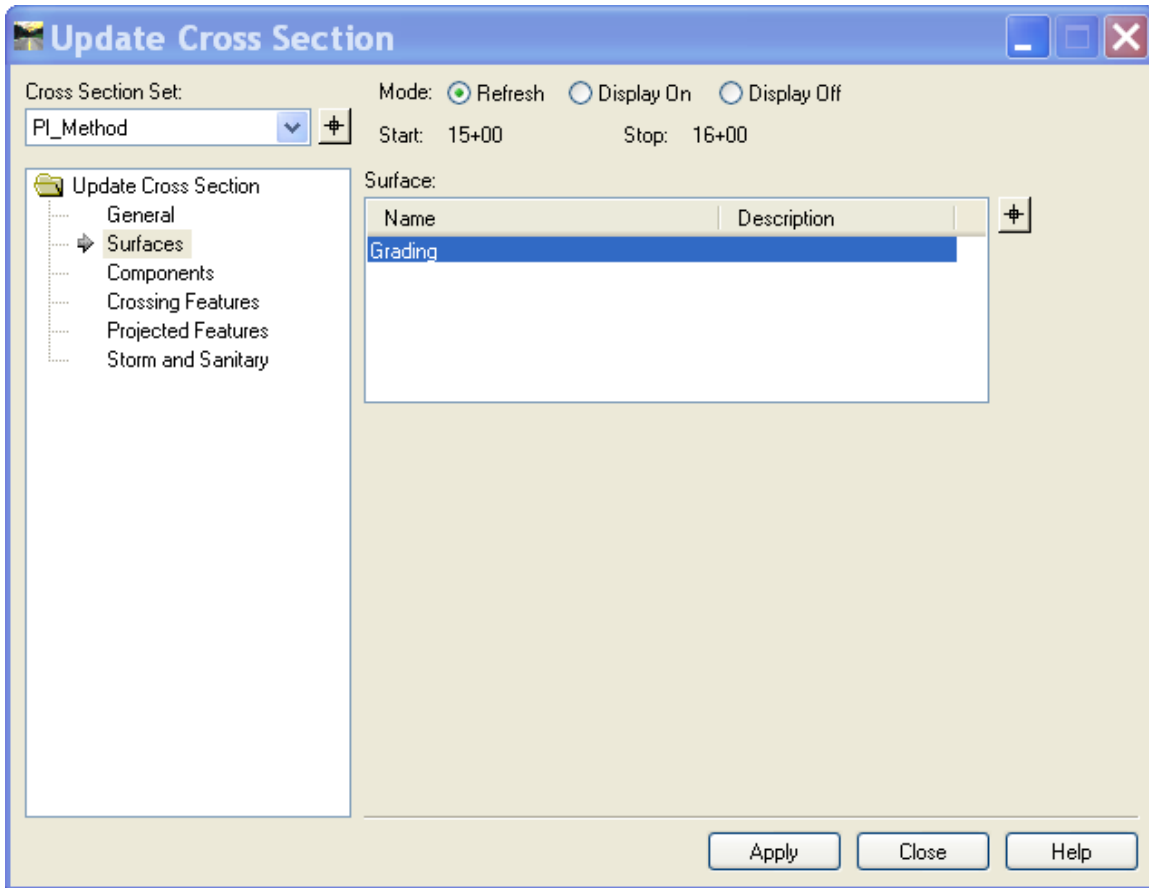 Update Cross Section
Cross Section Set:
PI_Method
Mode: Refresh Display On Display Off
Start: 15+00 Stop: 16+00
Update Cross Section
General
Surfaces
Components
Crossing Features
Projected Features
Storm and Sanitary
Surface:
Name Description
Grading
Apply Close Help